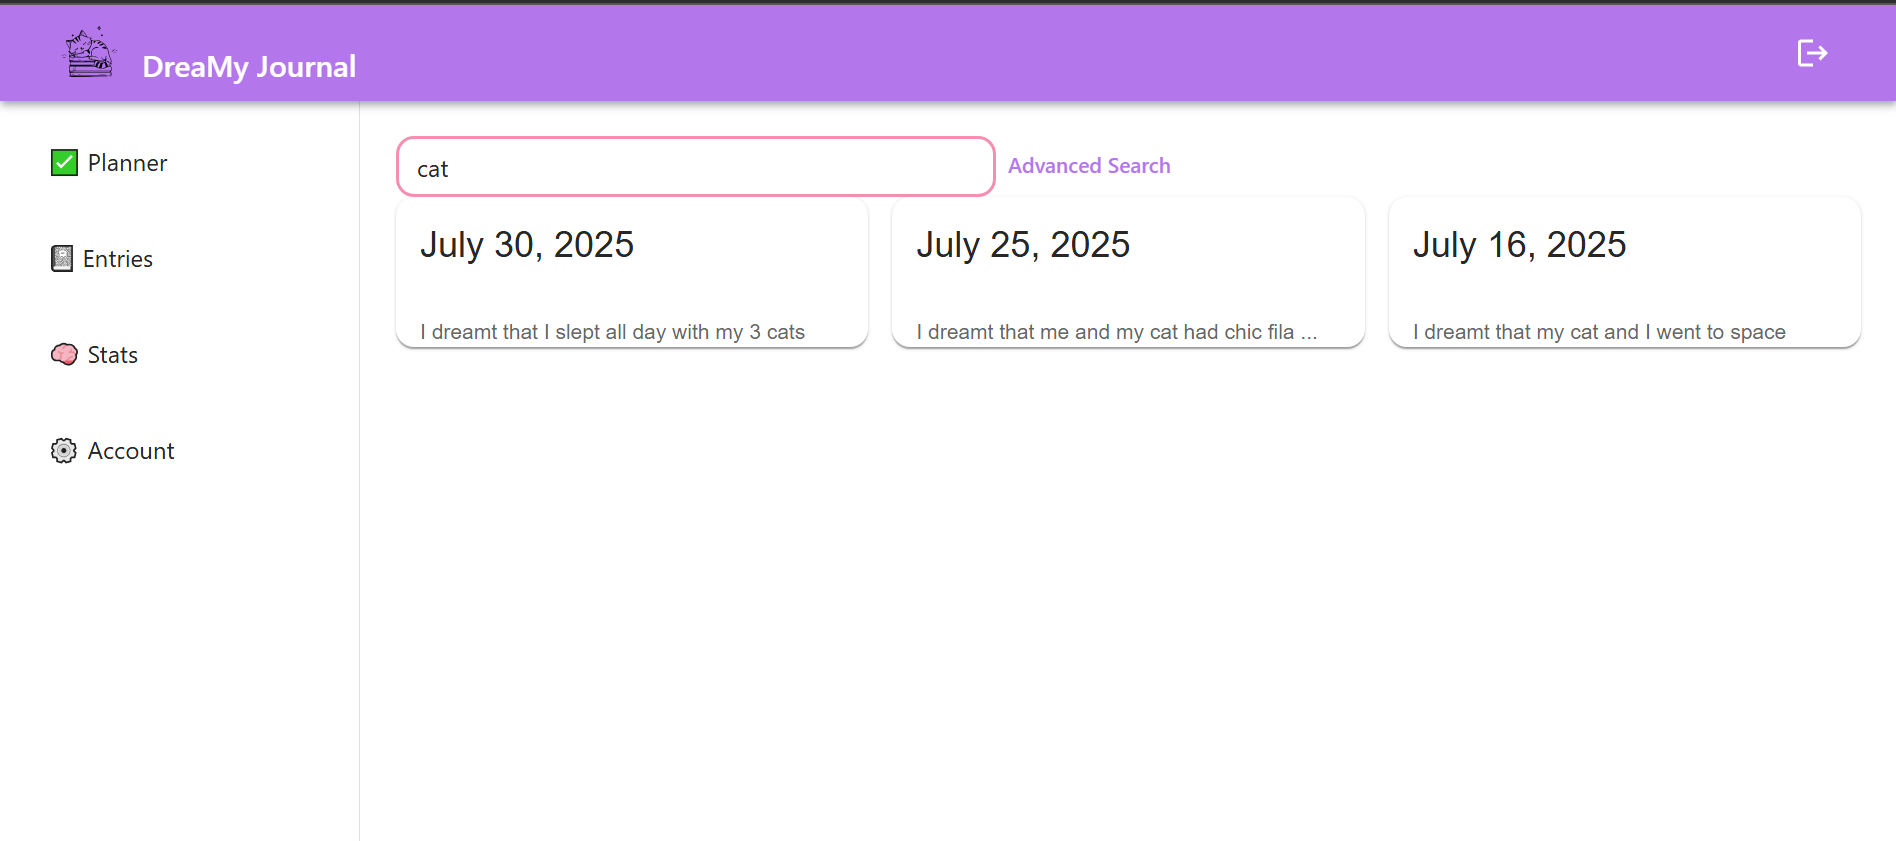 DreaMy Journal
Planner
Entries
Stats
Account
cat
Advanced Search
July 30, 2025
I dreamt that I slept all day with my 3 cats
July 25, 2025
I dreamt that me and my cat had chic fila ...
July 16, 2025
I dreamt that my cat and I went to space